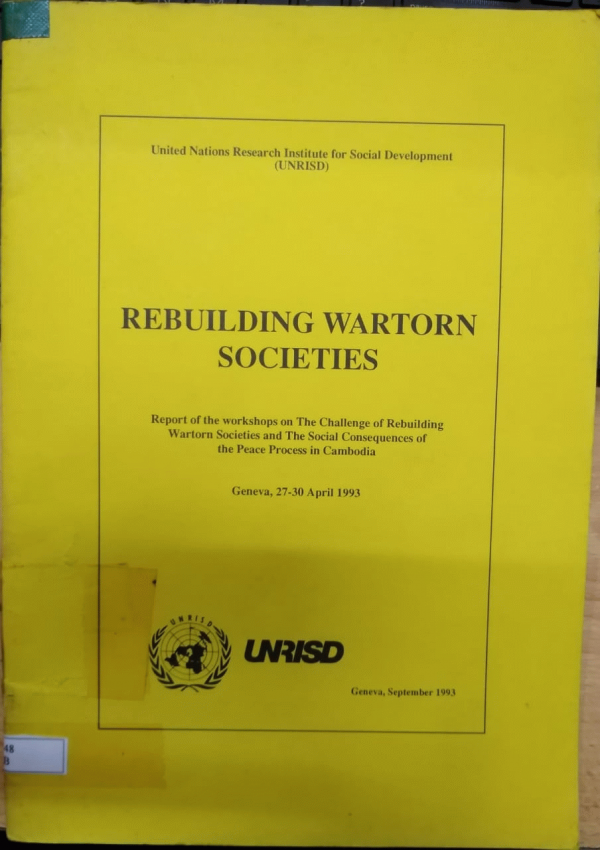 United Nations Research Institute for Social Development
(UNRISD)
REBUILDING WARTORN
SOCIETIES
Report of the workshops on The Challenge of Rebuilding
Wartorn Societies and The Social Consequences of
the Peace Process in Cambodia
Geneva, 27-30 April 1993
UNRISD
UNRISD
Geneva, September 1993
48
B